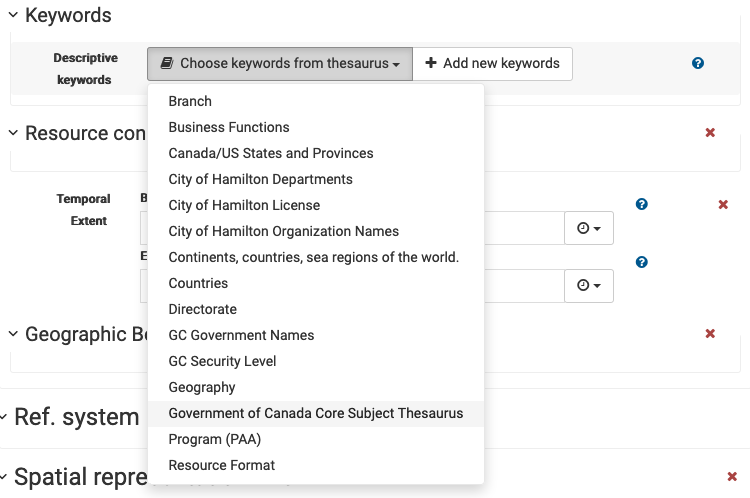 Keywords
Descriptive keywords
Choose keywords from thesaurus
Add new keywords
Branch
Business Functions
Resource con
Canada/US States and Provinces
City of Hamilton Departments
Temporal Extent
B
City of Hamilton License
City of Hamilton Organization Names
E
Continents, countries, sea regions of the world.
Countries
Directorate
Geographic B
GC Government Names
GC Security Level
Geography
Ref. system
Government of Canada Core Subject Thesaurus
Program (PAA)
Resource Format
Spatial repre